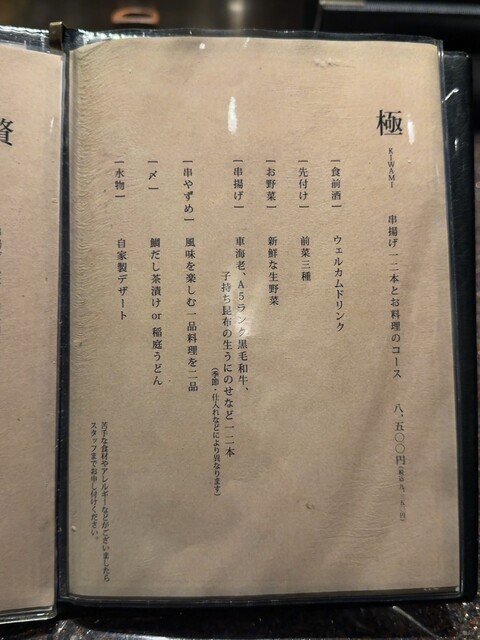 極
KIWAMI
串揚げ一二本とお料理のコース 八、五〇〇円
｜食前酒｜ ウェルカムドリンク
｜先付け｜ 前菜三種
｜お野菜｜ 新鮮な生野菜
｜串揚げ｜ 車海老、A5ランク黒毛和牛、
子持ち昆布の生うにのせなど一二本
(季節・仕入れなどにより異なります)
｜串やすめ｜ 風味を楽しむ一品料理を二品
｜〆｜ 鯛だし茶漬け or 稲庭うどん
｜水物｜ 自家製デザート
苦手な食材やアレルギーなどがございましたら
スタッフまでお申し付けください。
贅